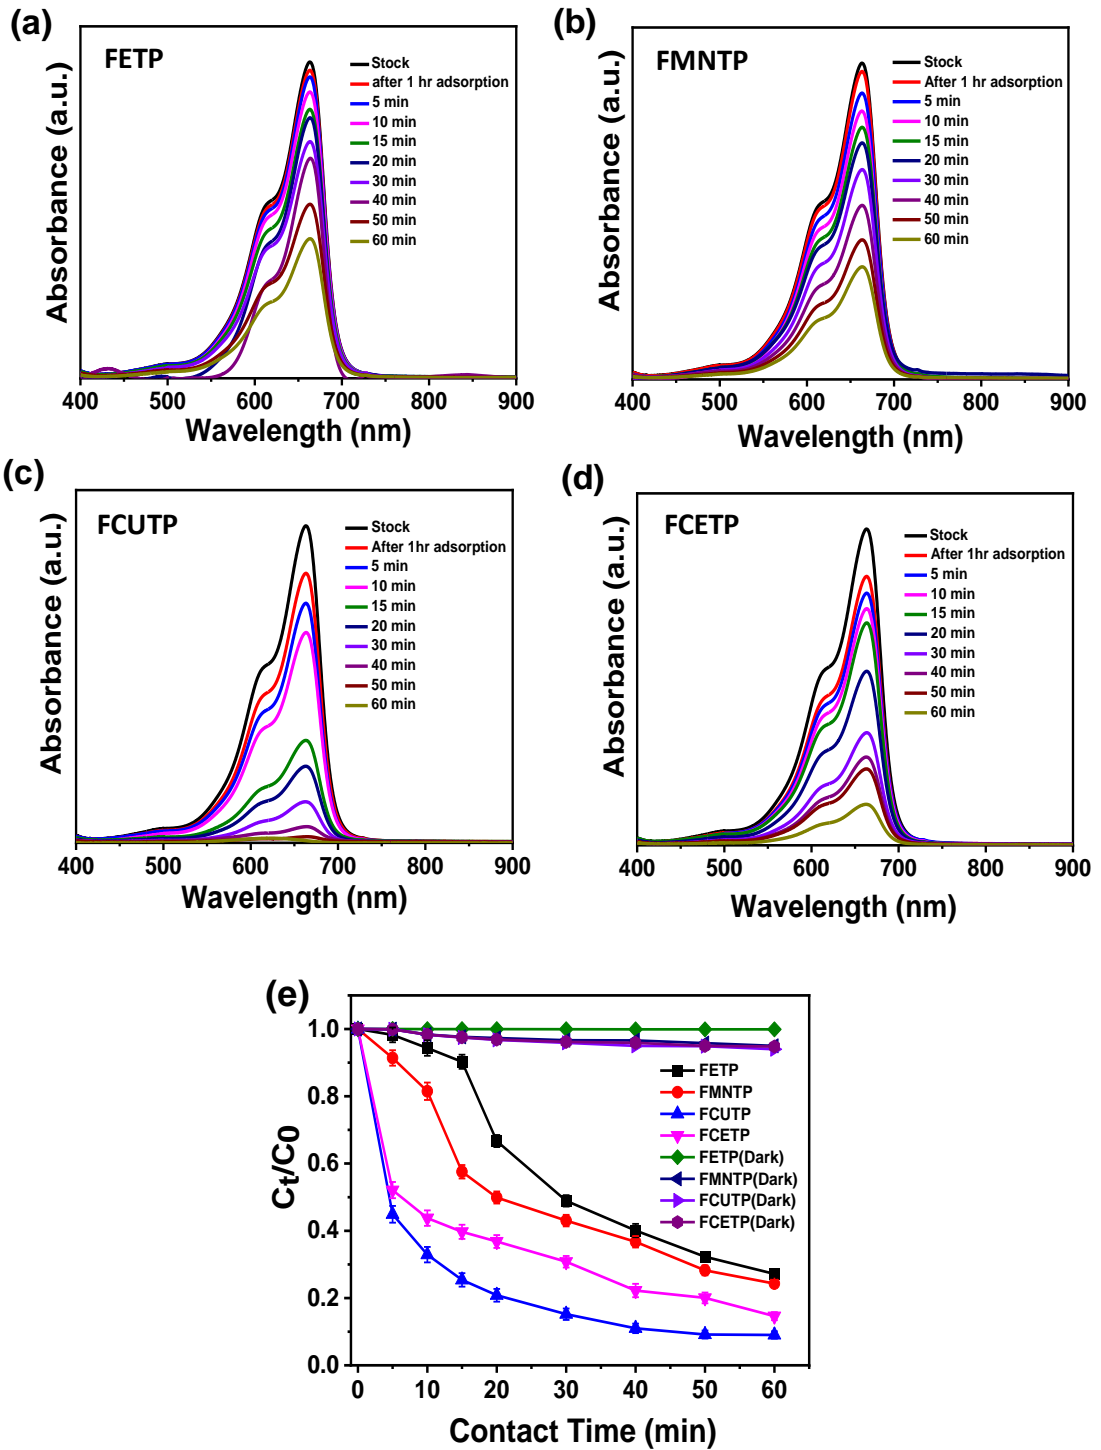 (a)
FETP
Stock
after 1 hr adsorption
5 min
10 min
15 min
20 min
30 min
40 min
50 min
60 min
Absorbance (a.u.)
400 500 600 700 800 900
Wavelength (nm)
(b)
FMNTP
Stock
After 1 hr adsorption
5 min
10 min
15 min
20 min
30 min
40 min
50 min
60 min
Absorbance (a.u.)
400 500 600 700 800 900
Wavelength (nm)
(c)
FCUTP
Stock
After 1hr adsorption
5 min
10 min
15 min
20 min
30 min
40 min
50 min
60 min
Absorbance (a.u.)
400 500 600 700 800 900
Wavelength (nm)
(d)
FCETP
Stock
After 1hr adsorption
5 min
10 min
15 min
20 min
30 min
40 min
50 min
60 min
Absorbance (a.u.)
400 500 600 700 800 900
Wavelength (nm)
(e)
1.0
0.8
0.6
0.4
0.2
0.0
Ct/C0
FETP
FMNTP
FCUTP
FCETP
FETP(Dark)
FMNTP(Dark)
FCUTP(Dark)
FCETP(Dark)
0 10 20 30 40 50 60
Contact Time (min)